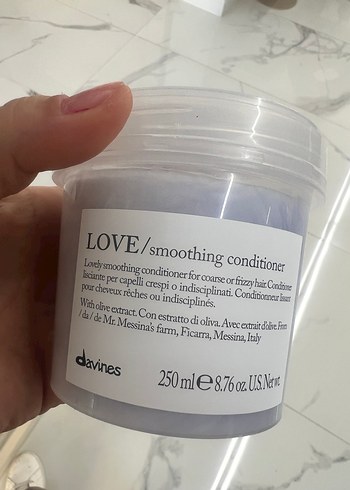 LOVE/smoothing conditioner
Lovely smoothing conditioner for coarse or frizzy hair. Conditioner
lisciante per capelli crespi o indisciplinati. Conditionneur lissant
pour cheveux rêches ou indisciplinés.
With olive extract. Con estratto di oliva. Avec extrait d'olive. From
/da / de Mr. Messina's farm, Ficarra, Messina, Italy
davines
250 ml ℮ 8.76 oz. U.S. Net wt.